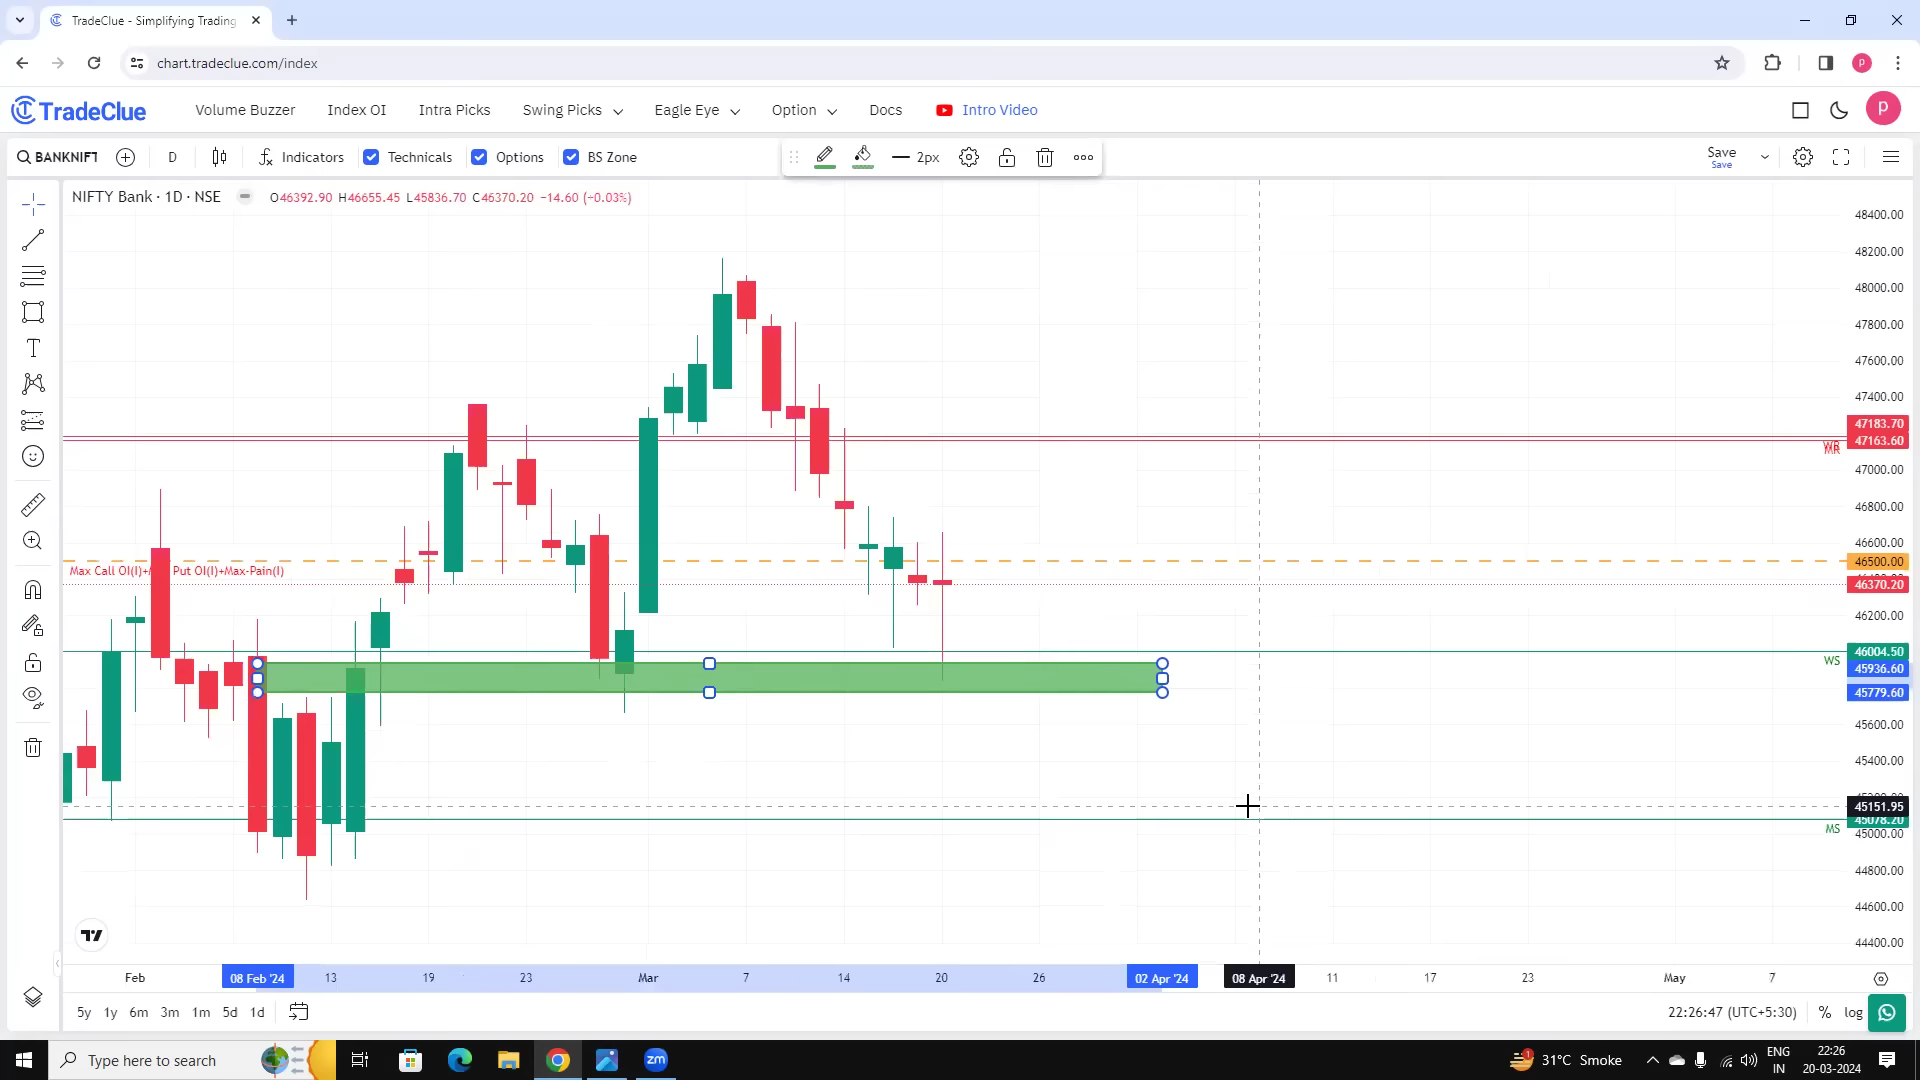 TradeClue - Simplifying Trading
chart.tradeclue.com/index
P
TradeClue
Volume Buzzer
Index OI
Intra Picks
Swing Picks
Eagle Eye
Option
Docs
Intro Video
P
BANKNIFT
D
Indicators
Technicals
Options
BS Zone
2px
Save
Save
NIFTY Bank · 1D · NSE
O46392.90 H46655.45 L45836.70 C46370.20 −14.60 (−0.03%)
48400.00
48200.00
48000.00
47800.00
47600.00
47400.00
47183.70
47163.60
WR
MR
47000.00
46800.00
46600.00
46500.00
Max Call OI(I)+ Put OI(I)+Max-Pain(I)
46370.20
46200.00
46004.50
WS
45936.60
45779.60
45600.00
45400.00
45151.95
45078.20
MS
45000.00
44800.00
44600.00
44400.00
Feb
08 Feb '24
13
19
23
Mar
7
14
20
26
02 Apr '24
08 Apr '24
11
17
23
May
7
5y 1y 6m 3m 1m 5d 1d
22:26:47 (UTC+5:30)
%
log
Type here to search
zm
1
31°C Smoke
ENG
IN
22:26
20-03-2024